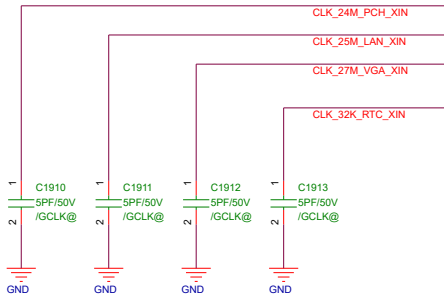 CLK_24M_PCH_XIN
CLK_25M_LAN_XIN
CLK_27M_VGA_XIN
CLK_32K_RTC_XIN
1 C1910 1 C1911 1 C1912 1 C1913
5PF/50V 5PF/50V 5PF/50V 5PF/50V
2 /GCLK@ 2 /GCLK@ 2 /GCLK@ 2 /GCLK@
GND GND GND GND